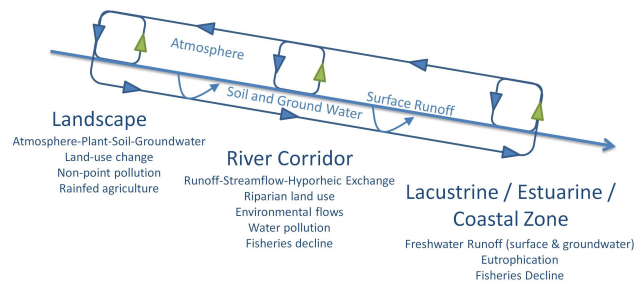 Atmosphere
Soil and Ground Water
Surface Runoff
Landscape
Atmosphere-Plant-Soil-Groundwater
Land-use change
Non-point pollution
Rainfed agriculture
River Corridor
Runoff-Streamflow-Hyporheic Exchange
Riparian land use
Environmental flows
Water pollution
Fisheries decline
Lacustrine / Estuarine /
Coastal Zone
Freshwater Runoff (surface & groundwater)
Eutrophication
Fisheries Decline